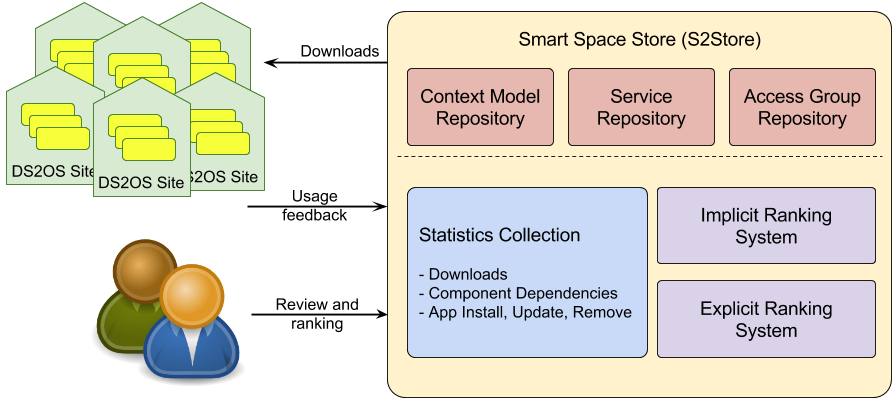 Downloads
Smart Space Store (S2Store)
Context Model
Repository
Service
Repository
Access Group
Repository
DS2OS Site
DS2OS Site
S2OS Site
Usage
feedback
Statistics Collection
- Downloads
- Component Dependencies
- App Install, Update, Remove
Implicit Ranking
System
Review and
ranking
Explicit Ranking
System